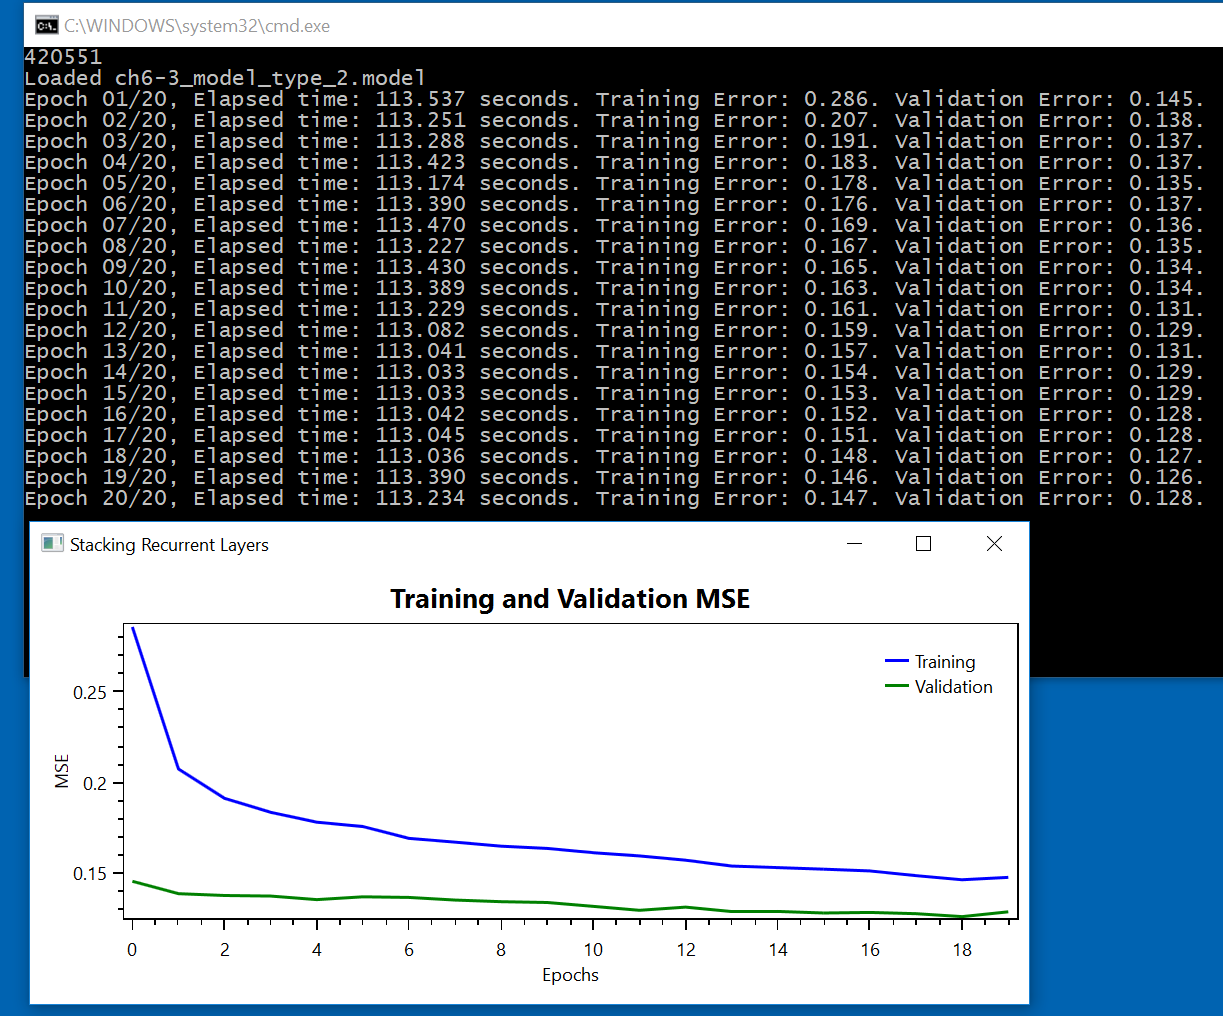 C:\WINDOWS\system32\cmd.exe
420551
Loaded ch6-3_model_type_2.model
Epoch 01/20, Elapsed time: 113.537 seconds. Training Error: 0.286. Validation Error: 0.145.
Epoch 02/20, Elapsed time: 113.251 seconds. Training Error: 0.207. Validation Error: 0.138.
Epoch 03/20, Elapsed time: 113.288 seconds. Training Error: 0.191. Validation Error: 0.137.
Epoch 04/20, Elapsed time: 113.423 seconds. Training Error: 0.183. Validation Error: 0.137.
Epoch 05/20, Elapsed time: 113.174 seconds. Training Error: 0.178. Validation Error: 0.135.
Epoch 06/20, Elapsed time: 113.390 seconds. Training Error: 0.176. Validation Error: 0.137.
Epoch 07/20, Elapsed time: 113.470 seconds. Training Error: 0.169. Validation Error: 0.136.
Epoch 08/20, Elapsed time: 113.227 seconds. Training Error: 0.167. Validation Error: 0.135.
Epoch 09/20, Elapsed time: 113.430 seconds. Training Error: 0.165. Validation Error: 0.134.
Epoch 10/20, Elapsed time: 113.389 seconds. Training Error: 0.163. Validation Error: 0.134.
Epoch 11/20, Elapsed time: 113.229 seconds. Training Error: 0.161. Validation Error: 0.131.
Epoch 12/20, Elapsed time: 113.082 seconds. Training Error: 0.159. Validation Error: 0.129.
Epoch 13/20, Elapsed time: 113.041 seconds. Training Error: 0.157. Validation Error: 0.131.
Epoch 14/20, Elapsed time: 113.033 seconds. Training Error: 0.154. Validation Error: 0.129.
Epoch 15/20, Elapsed time: 113.033 seconds. Training Error: 0.153. Validation Error: 0.129.
Epoch 16/20, Elapsed time: 113.042 seconds. Training Error: 0.152. Validation Error: 0.128.
Epoch 17/20, Elapsed time: 113.045 seconds. Training Error: 0.151. Validation Error: 0.128.
Epoch 18/20, Elapsed time: 113.036 seconds. Training Error: 0.148. Validation Error: 0.127.
Epoch 19/20, Elapsed time: 113.390 seconds. Training Error: 0.146. Validation Error: 0.126.
Epoch 20/20, Elapsed time: 113.234 seconds. Training Error: 0.147. Validation Error: 0.128.
Stacking Recurrent Layers
Training and Validation MSE
Training
Validation
0.25
0.2
0.15
MSE
0 2 4 6 8 10 12 14 16 18
Epochs